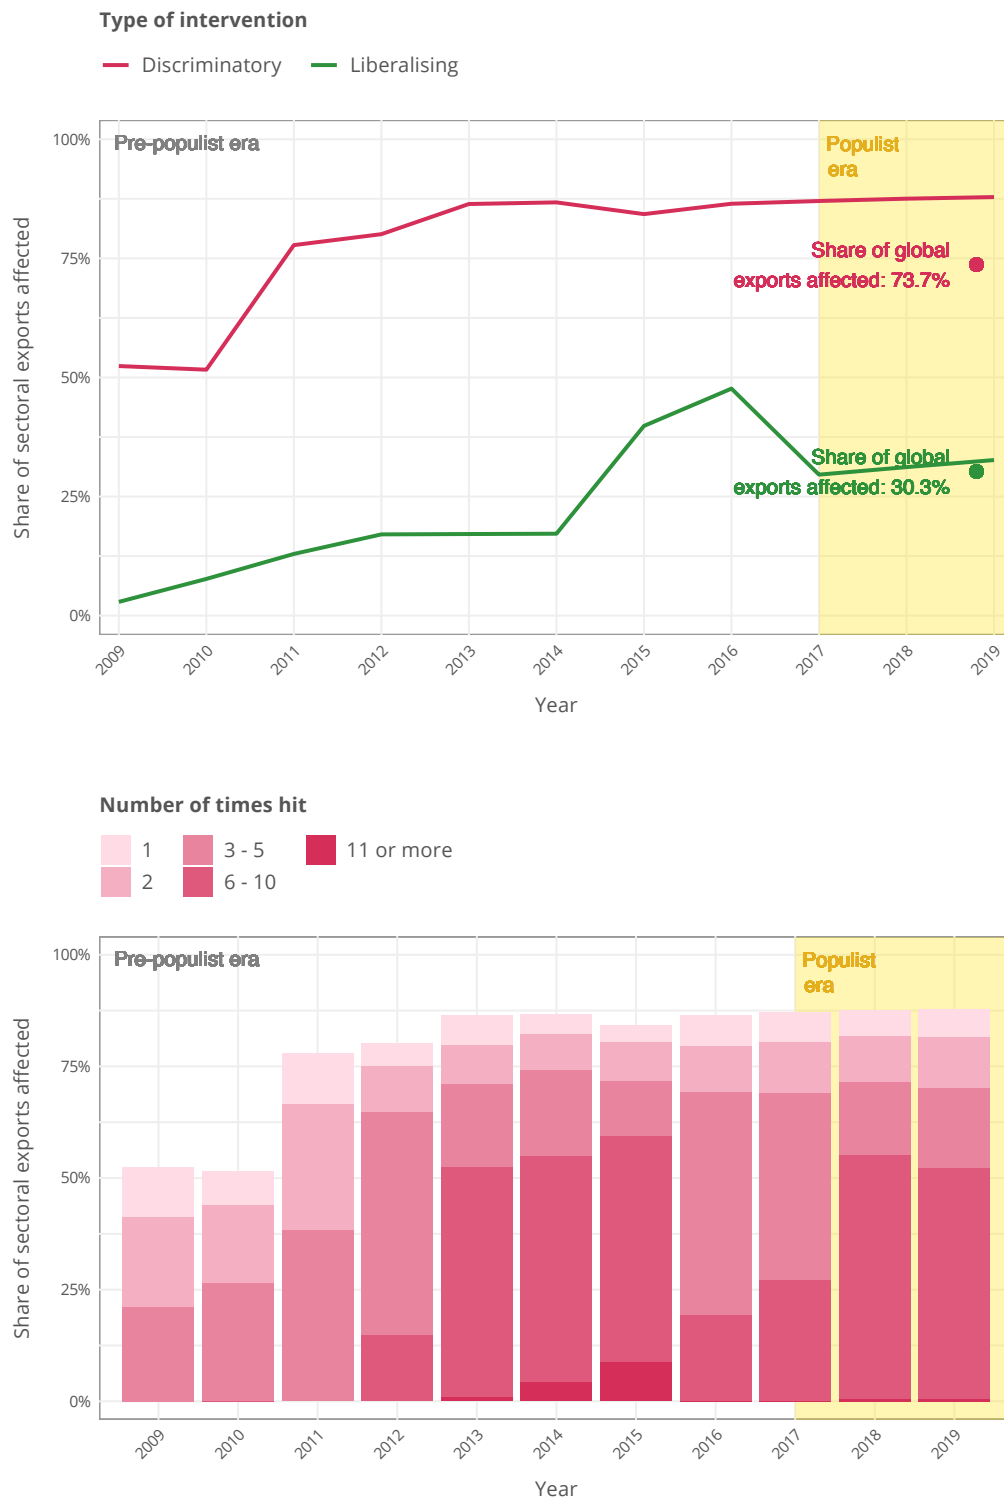 Type of intervention
Discriminatory Liberalising
100%
75%
50%
25%
0%
Share of sectoral exports affected
Pre-populist era
Populist
era
Share of global
exports affected: 73.7%
Share of global
exports affected: 30.3%
2009 2010 2011 2012 2013 2014 2015 2016 2017 2018 2019
Year
Number of times hit
1 3 - 5 11 or more
2 6 - 10
100%
75%
50%
25%
0%
Share of sectoral exports affected
Pre-populist era
Populist
era
2009 2010 2011 2012 2013 2014 2015 2016 2017 2018 2019
Year